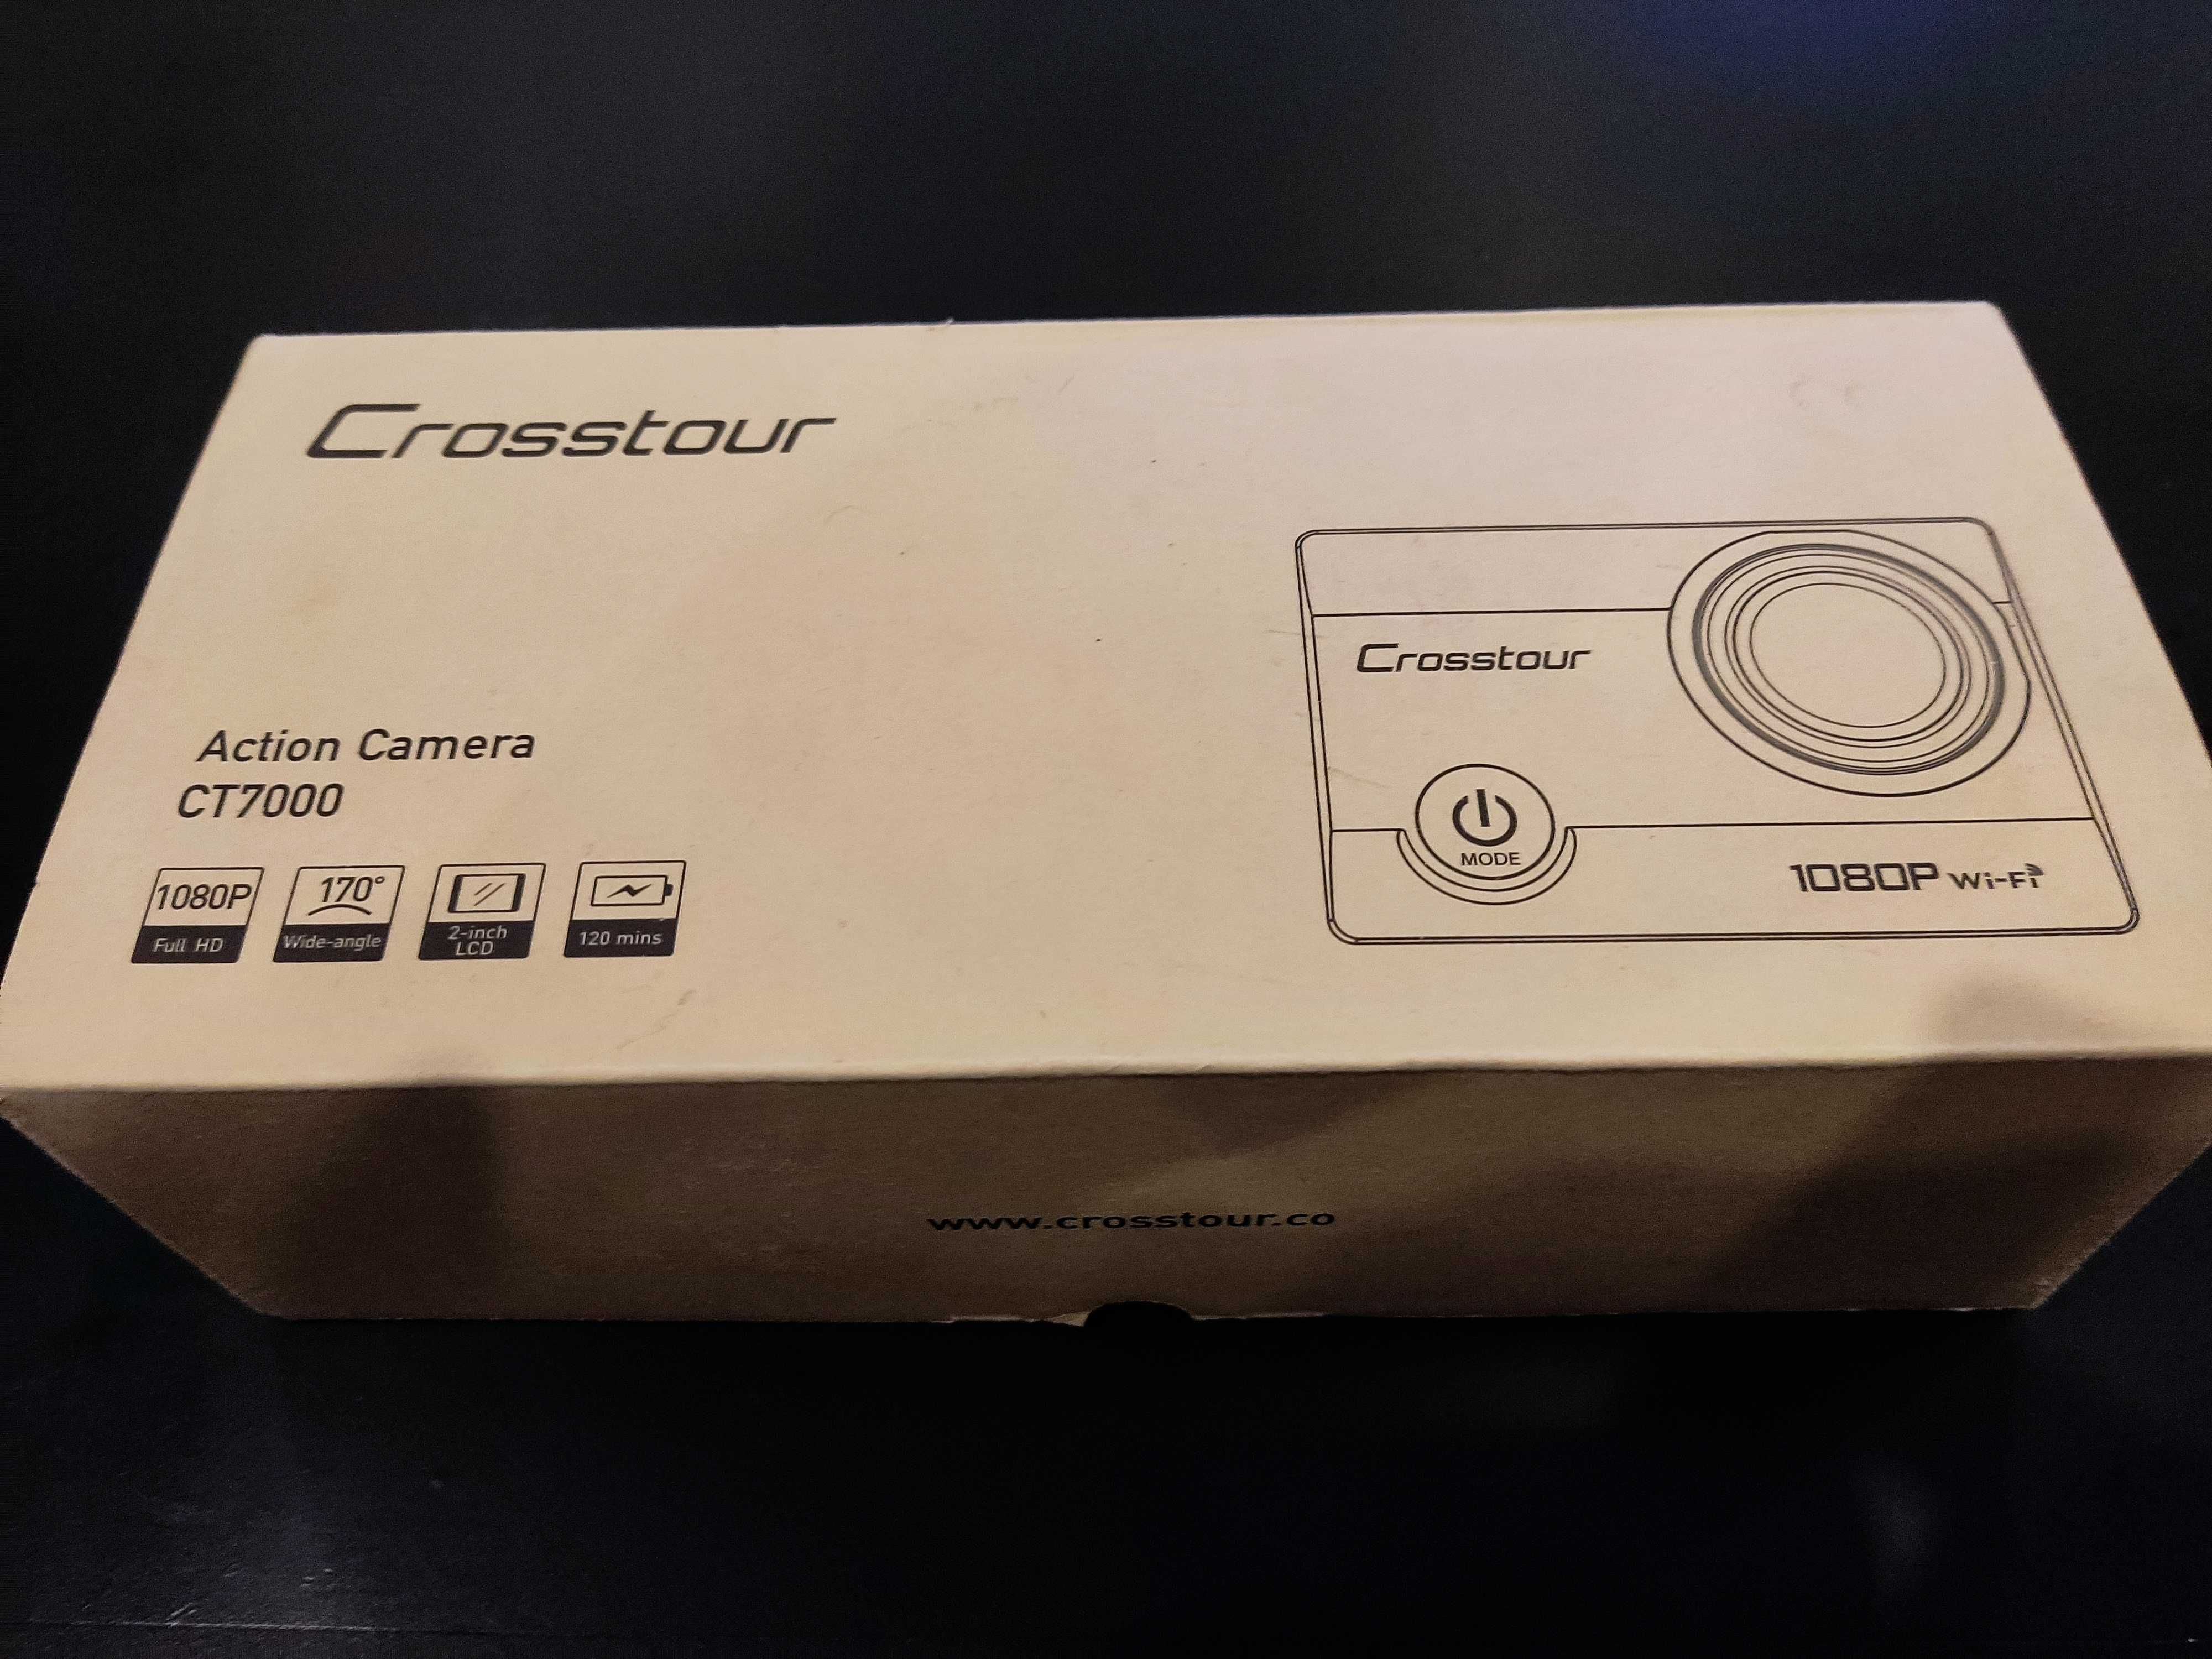 Crosstour
Action Camera
CT7000
1080P
Full HD
170°
Wide-angle
2-inch
LCD
120 mins
Crosstour
MODE
1080P Wi-Fi
www.crosstour.co